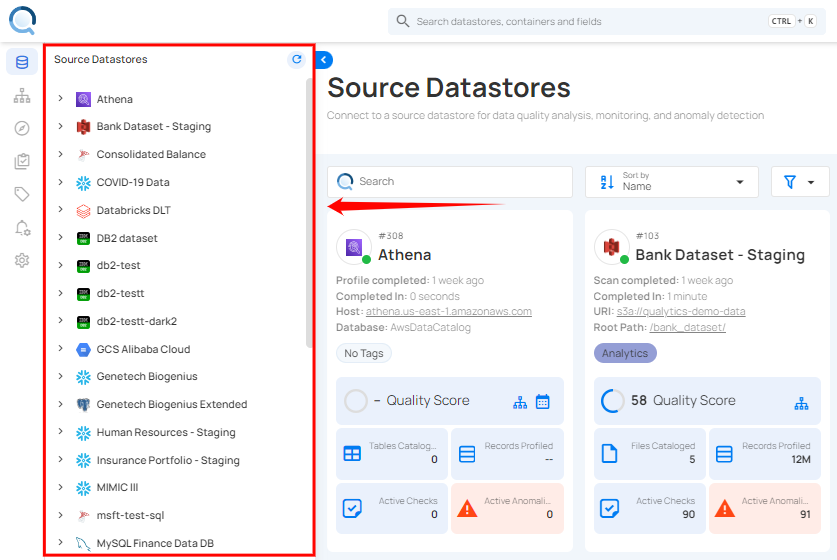 Search datastores, containers and fields
CTRL + K
Source Datastores
Athena
Bank Dataset - Staging
Consolidated Balance
COVID-19 Data
Databricks DLT
DB2 dataset
db2-test
db2-testt
db2-testt-dark2
GCS Alibaba Cloud
Genetech Biogenius
Genetech Biogenius Extended
Human Resources - Staging
Insurance Portfolio - Staging
MIMIC III
msft-test-sql
MySQL Finance Data DB
Source Datastores
Connect to a source datastore for data quality analysis, monitoring, and anomaly detection
Search
Sort by
Name
#308
Athena
Profile completed: 1 week ago
Completed In: 0 seconds
Host: athena.us-east-1.amazonaws.com
Database: AwsDataCatalog
No Tags
– Quality Score
Tables Catalog...
0
Records Profiled
--
Active Checks
0
Active Anomali...
0
#103
Bank Dataset - Staging
Scan completed: 1 week ago
Completed In: 1 minute
URI: s3a://qualytics-demo-data
Root Path: /bank_dataset/
Analytics
58 Quality Score
Files Cataloged
5
Records Profiled
12M
Active Checks
90
Active Anomali...
91